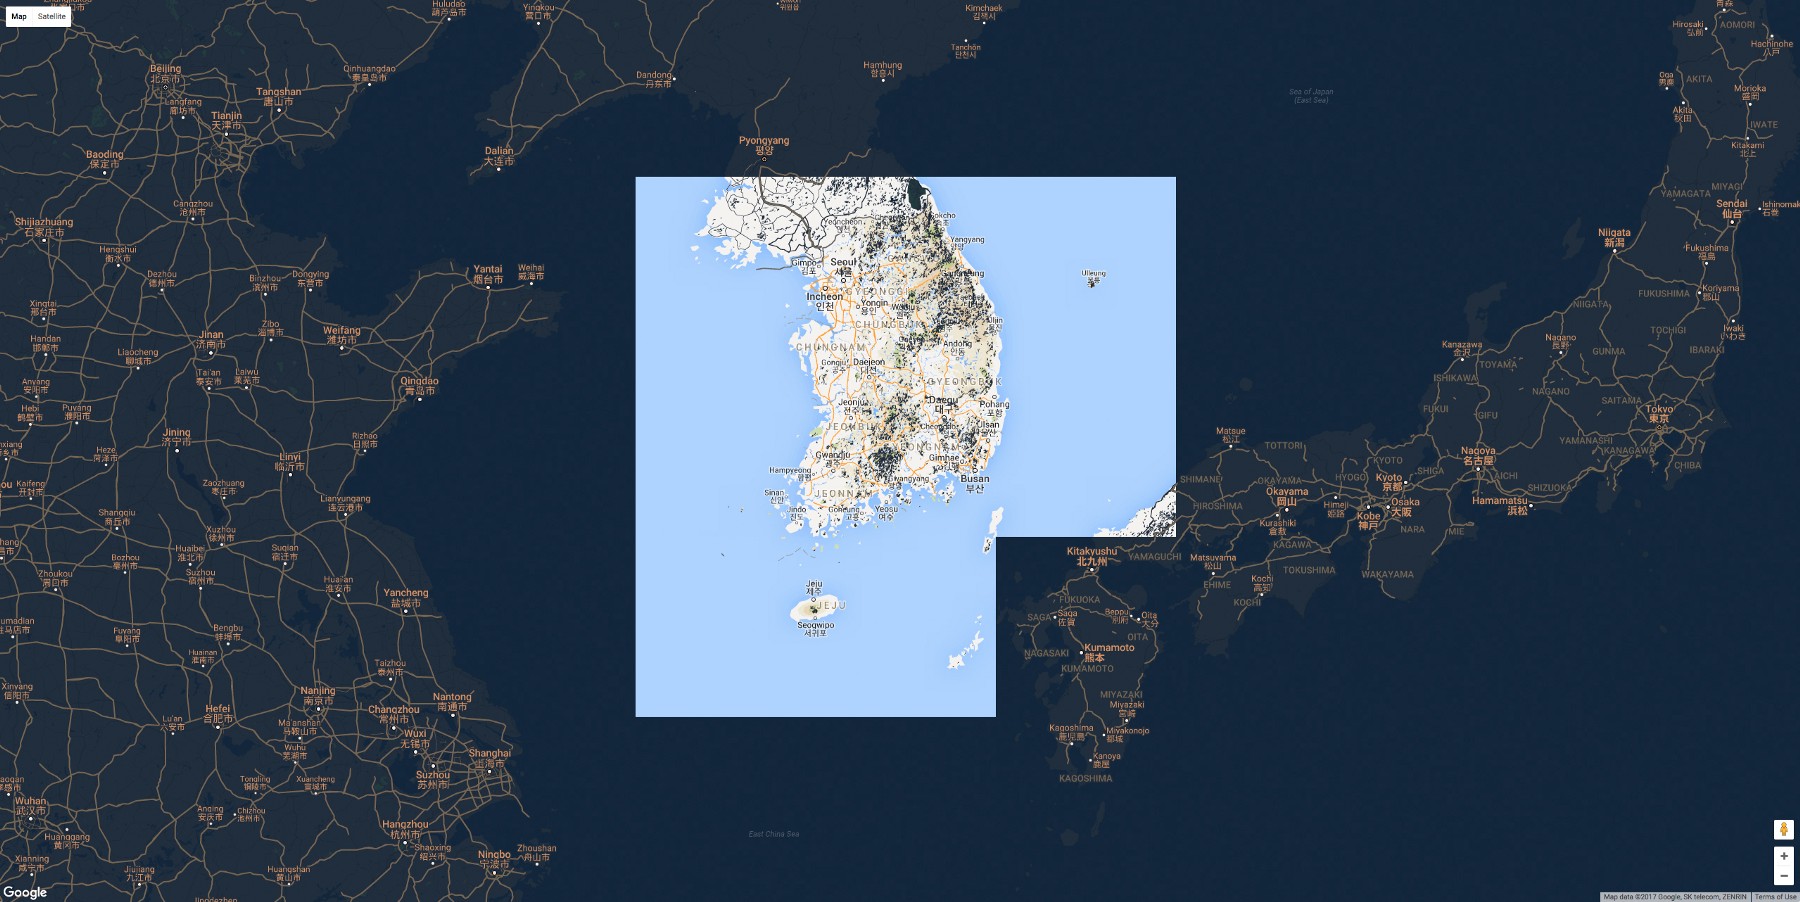 Map Satellite
Huludao
葫芦岛市
Yingkou
营口市
Kimchaek
김책시
Hirosaki
弘前
AOMORI
Hachinohe
八戸
Tanchŏn
단천시
Beijing
北京市
Qinhuangdao
秦皇岛市
Dandong
丹东市
Hamhung
함흥시
Oga
男鹿
AKITA
Morioka
盛岡
Langfang
廊坊市
Tangshan
唐山市
Sea of Japan
(East Sea)
Akita
秋田
Tianjin
天津市
IWATE
Pyongyang
평양
Kitakami
北上
Baoding
保定市
Dalian
大连市
YAMAGATA
MIYAGI
Cangzhou
沧州市
Sendai
仙台
Ishinomak
石巻
Shijiazhuang
石家庄市
Yeoncheon
Yangyang
Niigata
新潟
Fukushima
福島
Hengshui
衡水市
Gimpo
김포
Seoul
서울
Dezhou
德州市
Binzhou
滨州市
Dongying
东营市
Yantai
烟台市
Weihai
威海市
Ulleung
울릉
Incheon
인천
GYEONGGI
Yongin
용인
FUKUSHIMA
Koriyama
郡山
Xingtai
邢台市
NIIGATA
Jinan
济南市
Zibo
淄博市
Weifang
潍坊市
CHUNGBUK
Uljin
TOCHIGI
Iwaki
いわき
Handan
邯郸市
Liaocheng
聊城市
CHUNGNAM
Andong
안동
Kanazawa
金沢
Nagano
長野
GUNMA
IBARAKI
Gongju
공주
Daejeon
대전
TOYAMA
Anyang
安阳市
Tai'an
泰安市
Laiwu
莱芜市
Qingdao
青岛市
GYEONGBUK
ISHIKAWA
NAGANO
SAITAMA
Hebi
鹤壁市
Puyang
濮阳市
Jeonju
전주
Daegu
대구
Pohang
포항
FUKUI
GIFU
Tokyo
東京
Jining
济宁市
Rizhao
日照市
JEONBUK
Ulsan
Matsue
松江
TOTTORI
YAMANASHI
KANAGAWA
Heze
菏泽市
Linyi
临沂市
Gwangju
광주
Gimhae
김해
KYOTO
SHIGA
Nagoya
名古屋
AICHI
CHIBA
Kaifeng
开封市
Zaozhuang
枣庄市
Hampyeong
함평
Busan
부산
SHIMANE
OKAYAMA
HYOGO
Kyoto
京都
SHIZUOKA
Lianyungang
连云港市
Sinan
신안
Gwangyang
Okayama
岡山
Himeji
姫路
Osaka
大阪
Hamamatsu
浜松
Shangqiu
商丘市
Jindo
진도
Goheung
고흥
Yeosu
여수
HIROSHIMA
Kobe
神戸
Xuzhou
徐州市
Kurashiki
倉敷
NARA
MIE
Huaibei
淮北市
Suqian
宿迁市
KAGAWA
Bozhou
亳州市
Kitakyushu
北九州
YAMAGUCHI
Matsuyama
松山
TOKUSHIMA
WAKAYAMA
Zhoukou
周口市
Suzhou
宿州市
Huai'an
淮安市
Jeju
제주
EHIME
Kochi
高知
KOCHI
Yancheng
盐城市
JEJU
FUKUOKA
Beppu
別府
Oita
大分
Seogwipo
서귀포
SAGA
Saga
佐賀
OITA
Fuyang
阜阳市
Bengbu
蚌埠市
Huainan
淮南市
NAGASAKI
Kumamoto
熊本
KUMAMOTO
Taizhou
泰州市
Xinyang
信阳市
Nanjing
南京市
Nantong
南通市
MIYAZAKI
Miyazaki
宮崎
Lu'an
六安市
Hefei
合肥市
Changzhou
常州市
Ma'anshan
马鞍山市
Wuxi
无锡市
Kagoshima
鹿児島
Miyakonojo
都城
Wuhu
芜湖市
Shanghai
上海市
Kanoya
鹿屋
Suzhou
苏州市
KAGOSHIMA
Tongling
铜陵市
Xuancheng
宣城市
Wuhan
武汉市
Anqing
安庆市
Chizhou
池州市
Hangzhou
杭州市
East China Sea
Huanggang
黄冈市
Shaoxing
绍兴市
Ningbo
宁波市
Zhoushan
舟山市
Xianning
咸宁市
Jiujiang
九江市
Huangshan
黄山市
Jingdezhen
Google
Map data ©2017 Google, SK telecom, ZENRIN Terms of Use